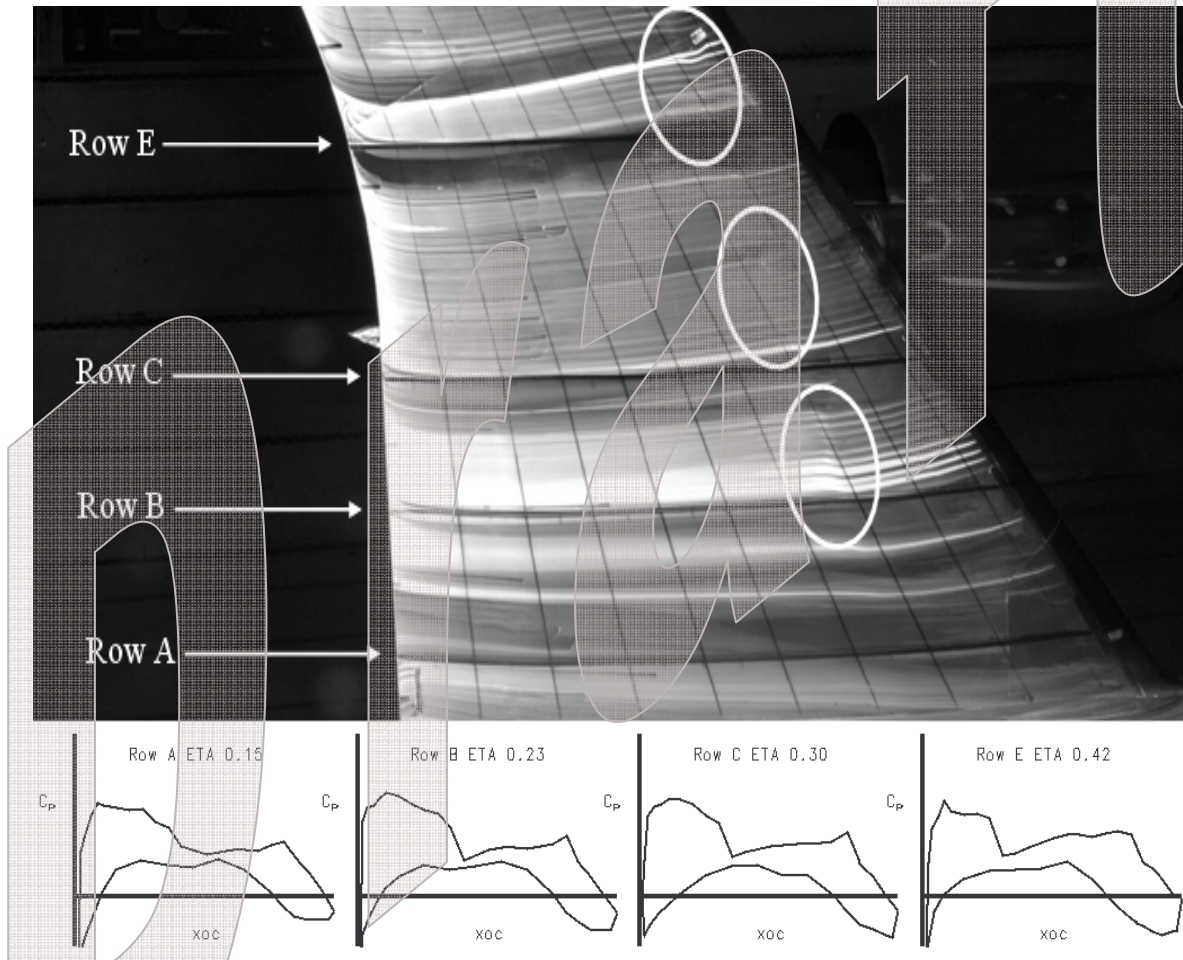 Row E
Row C
Row B
Row A
Row A ETA 0.15
CP
xoc
Row B ETA 0.23
CP
xoc
Row C ETA 0.30
CP
xoc
Row E ETA 0.42
CP
xoc